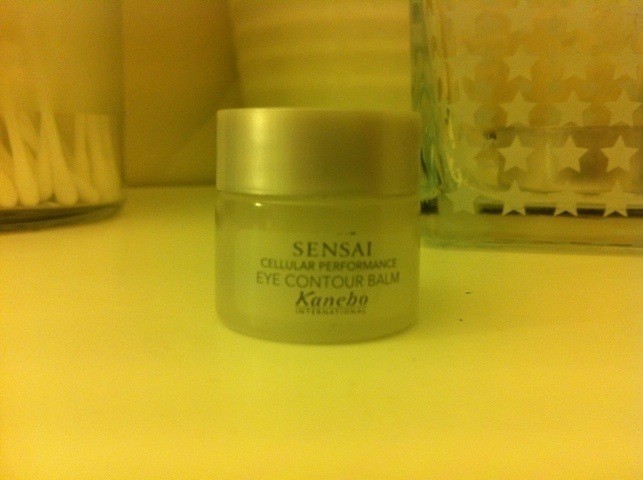 SENSAI
CELLULAR PERFORMANCE
EYE CONTOUR BALM
Kanebo
INTERNATIONAL